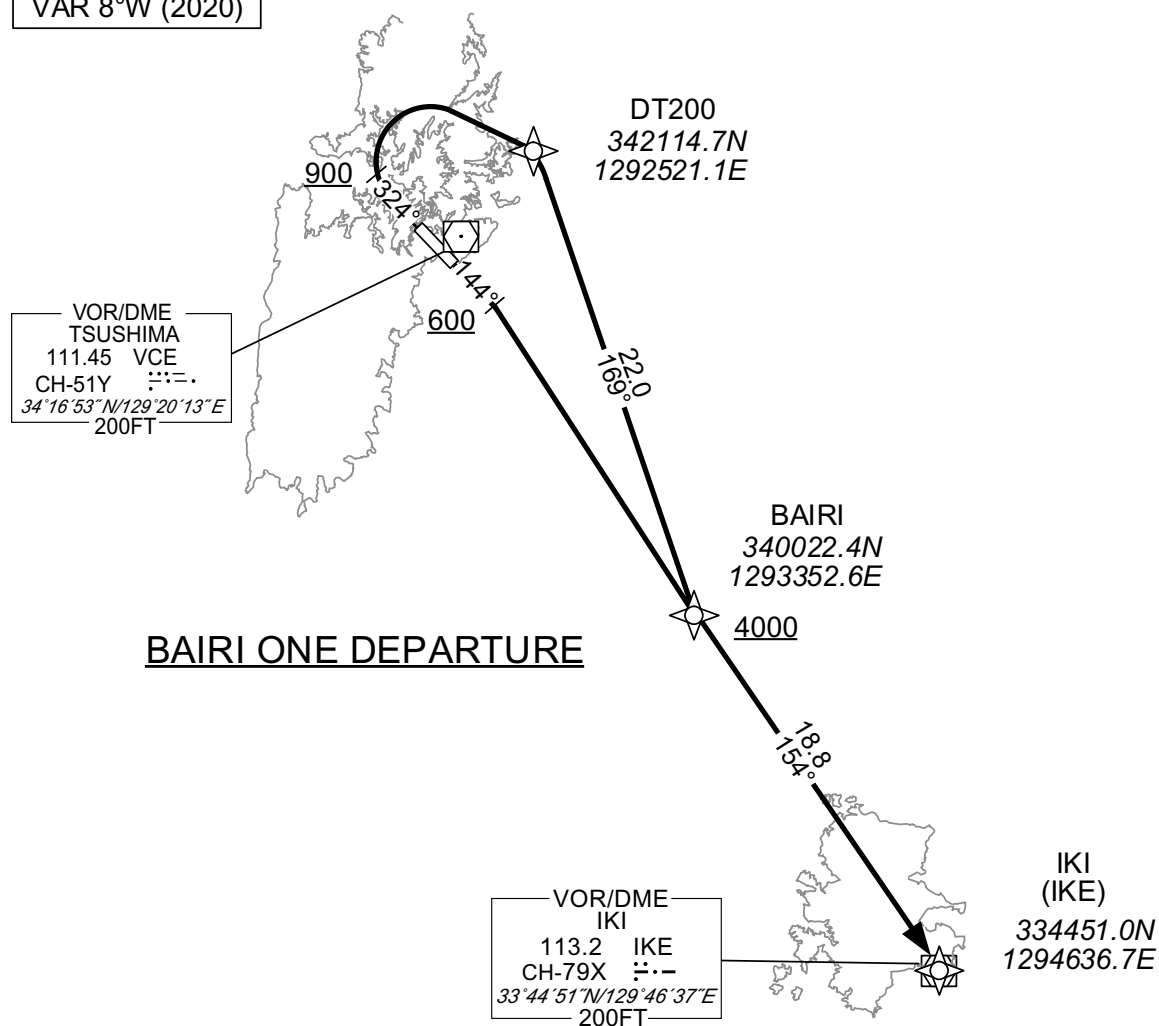 VAR 8°W (2020)
DT200
342114.7N
1292521.1E
900
324°
144°
600
VOR/DME
TSUSHIMA
111.45 VCE
CH-51Y
34°16′53″N/129°20′13″E
200FT
22.0
169°
BAIRI
340022.4N
1293352.6E
4000
BAIRI ONE DEPARTURE
18.8
154°
IKI
(IKE)
334451.0N
1294636.7E
VOR/DME
IKI
113.2 IKE
CH-79X
33°44′51″N/129°46′37″E
200FT